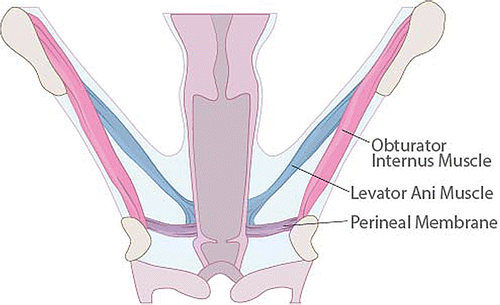 Obturator
Internus Muscle
Levator Ani Muscle
Perineal Membrane